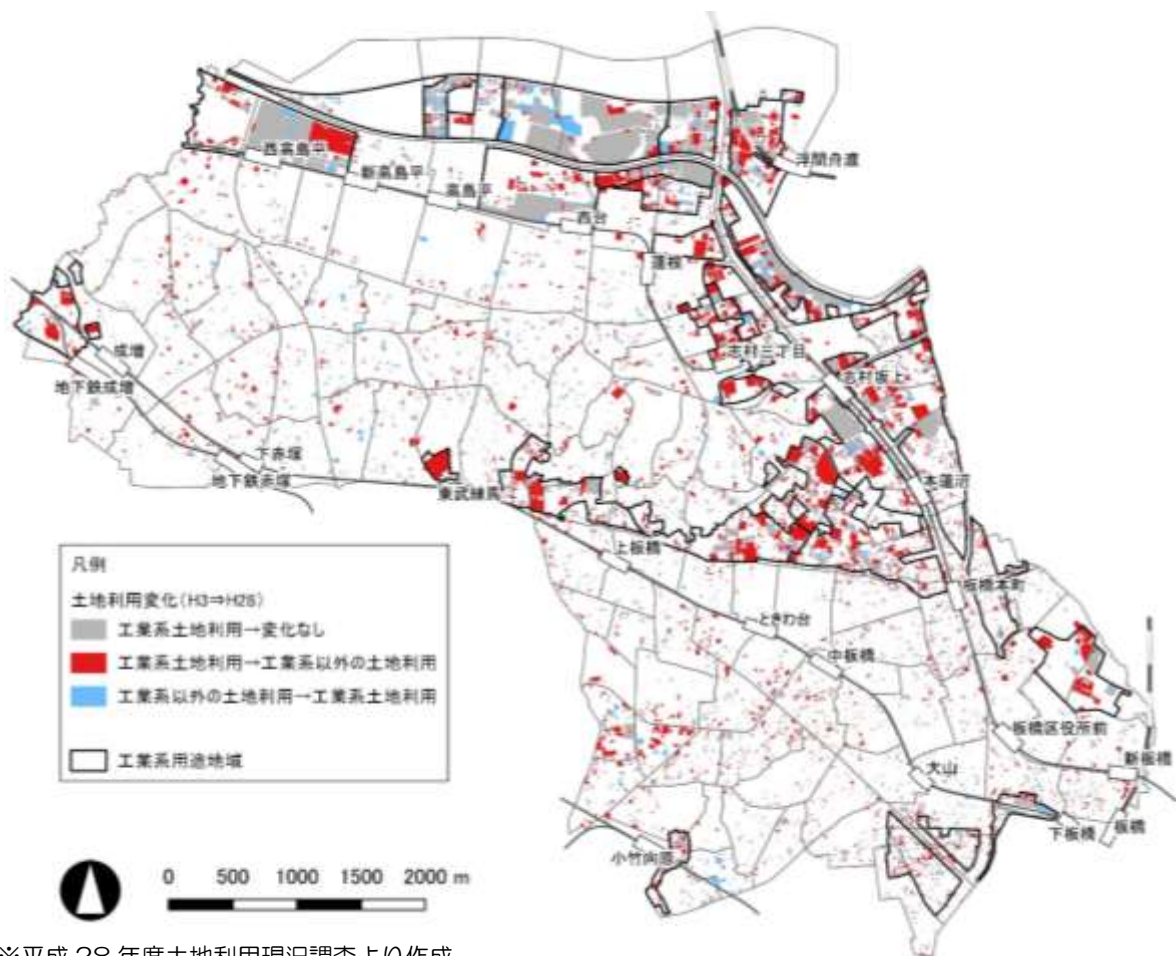 浮間舟渡
西高島平
新高島平
高島平
西台
蓮根
志村三丁目
志村坂上
成増
地下鉄成増
下赤塚
地下鉄赤塚
東武練馬
本蓮沼
上板橋
板橋本町
ときわ台
中板橋
板橋区役所前
新板橋
大山
下板橋
板橋
小竹向原
凡例
土地利用変化(H3⇒H28)
工業系土地利用→変化なし
工業系土地利用→工業系以外の土地利用
工業系以外の土地利用→工業系土地利用
工業系用途地域
0 500 1000 1500 2000 m
※平成 28 年度土地利用現況調査より作成